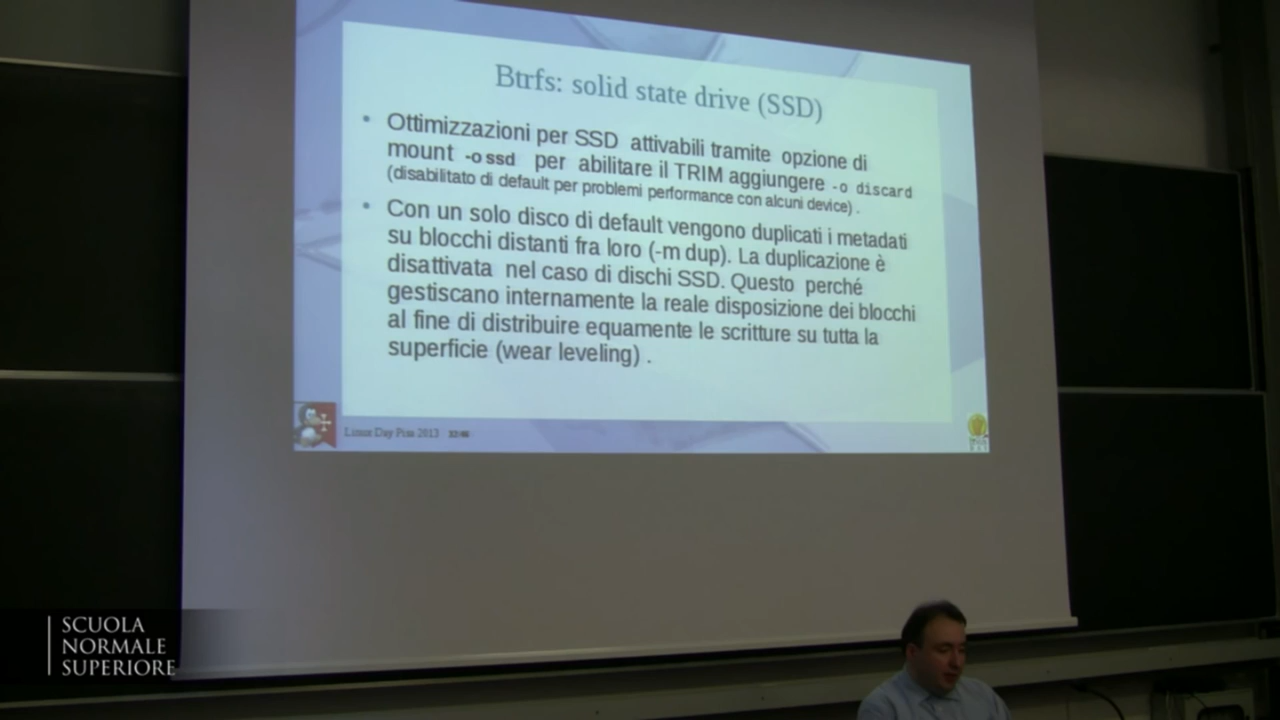 Btrfs: solid state drive (SSD)
• Ottimizzazioni per SSD attivabili tramite opzione di
mount -o ssd per abilitare il TRIM aggiungere -o discard
(disabilitato di default per problemi performance con alcuni device) .
• Con un solo disco di default vengono duplicati i metadati
su blocchi distanti fra loro (-m dup). La duplicazione è
disattivata nel caso di dischi SSD. Questo perché
gestiscano internamente la reale disposizione dei blocchi
al fine di distribuire equamente le scritture su tutta la
superficie (wear leveling) .
Linux Day Pisa 2013
SCUOLA
NORMALE
SUPERIORE